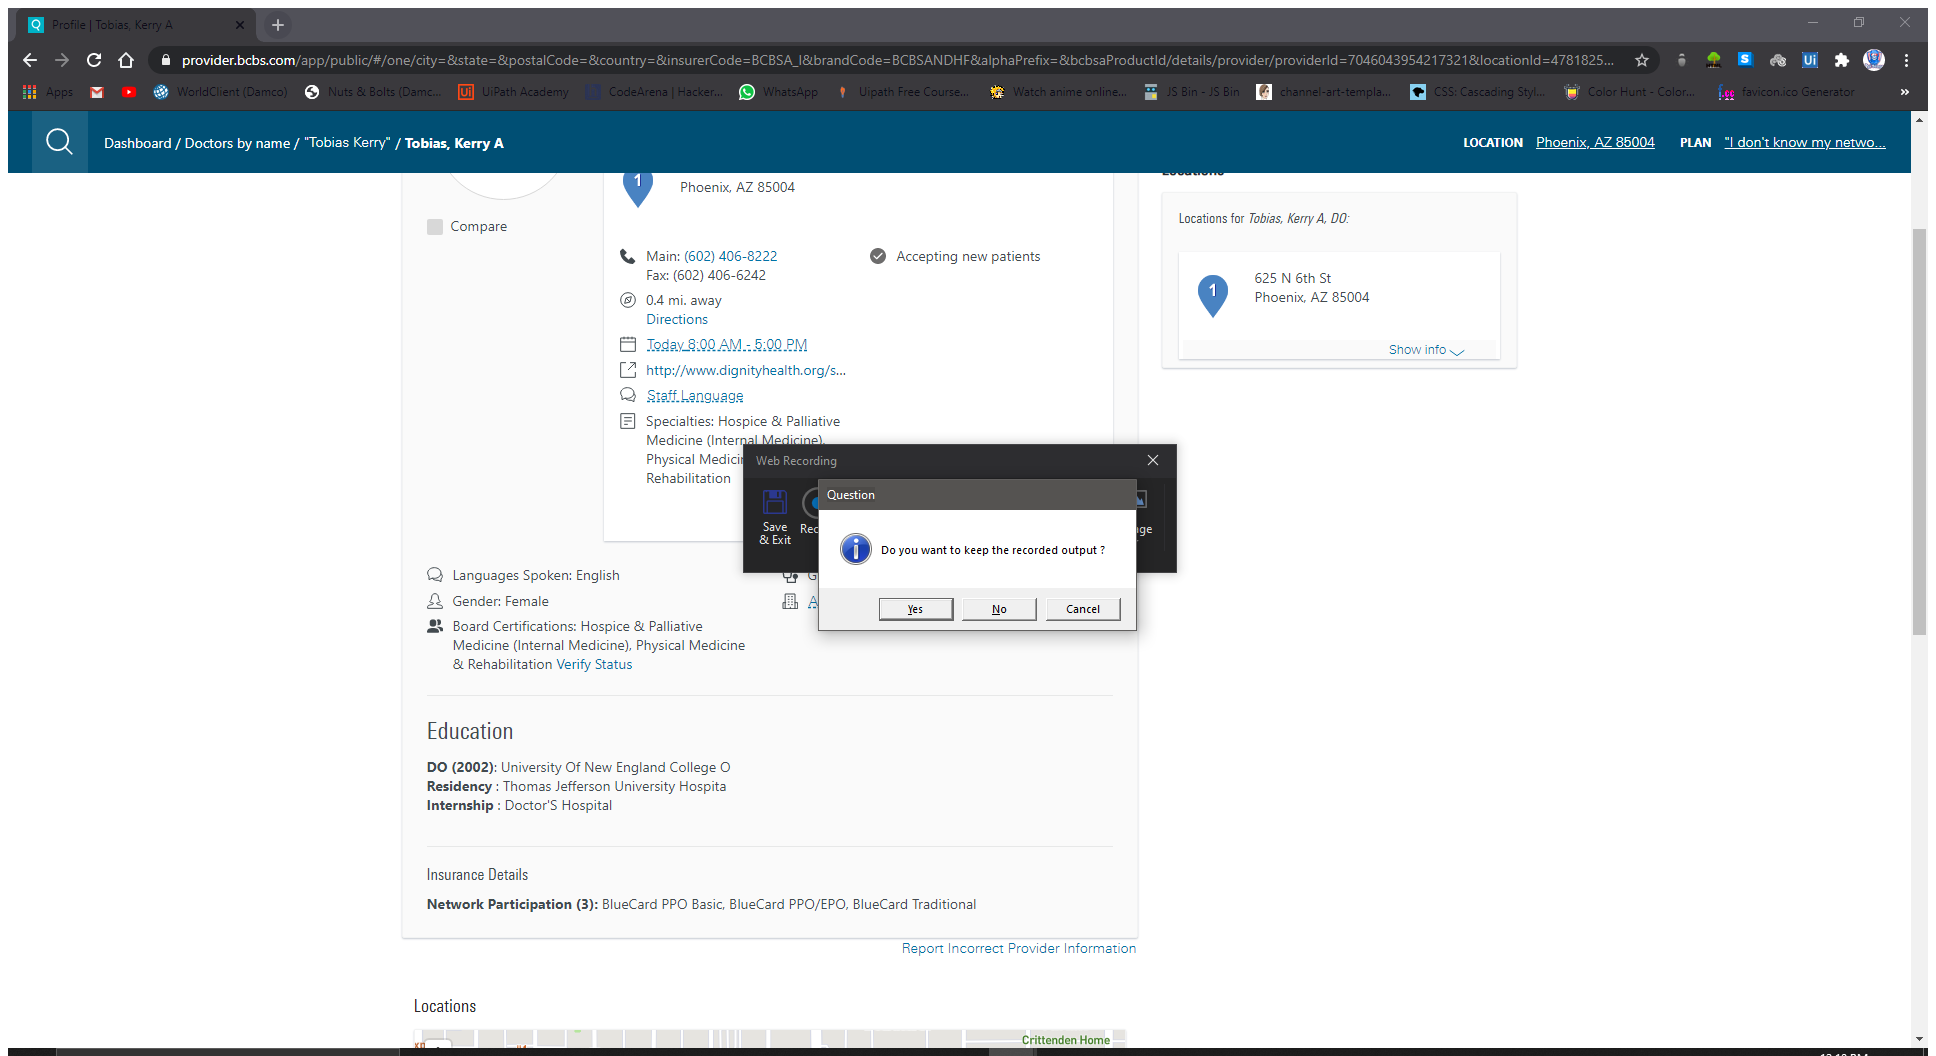 Profile | Tobias, Kerry A
provider.bcbs.com/app/public/#/one/city=&state=&postalCode=&country=&insurerCode=BCBSA_I&brandCode=BCBSANDHF&alphaPrefix=&bcbsaProductId/details/provider/providerId=7046043954217321&locationId=4781825...
Apps WorldClient (Damco) Nuts & Bolts (Damc... UiPath Academy CodeArena | Hacker... WhatsApp Uipath Free Course... Watch anime online... JS Bin - JS Bin channel-art-templa... CSS: Cascading Styl... Color Hunt - Color... favicon.ico Generator »
Dashboard / Doctors by name / "Tobias Kerry" / Tobias, Kerry A
LOCATION Phoenix, AZ 85004 PLAN "I don't know my netwo...
Locations
1 Phoenix, AZ 85004
Compare
Main: (602) 406-8222
Fax: (602) 406-6242
Accepting new patients
0.4 mi. away
Directions
Today 8:00 AM - 5:00 PM
http://www.dignityhealth.org/s...
Staff Language
Specialties: Hospice & Palliative
Medicine (Internal Medicine),
Physical Medici
Rehabilitation
Locations for Tobias, Kerry A, DO:
1
625 N 6th St
Phoenix, AZ 85004
Show info
Web Recording
Save
& Exit
Rec
ge
Question
Do you want to keep the recorded output ?
Yes No Cancel
Languages Spoken: English
G
Gender: Female
A
Board Certifications: Hospice & Palliative
Medicine (Internal Medicine), Physical Medicine
& Rehabilitation Verify Status
Education
DO (2002): University Of New England College O
Residency : Thomas Jefferson University Hospita
Internship : Doctor'S Hospital
Insurance Details
Network Participation (3): BlueCard PPO Basic, BlueCard PPO/EPO, BlueCard Traditional
Report Incorrect Provider Information
Locations
Crittenden Home